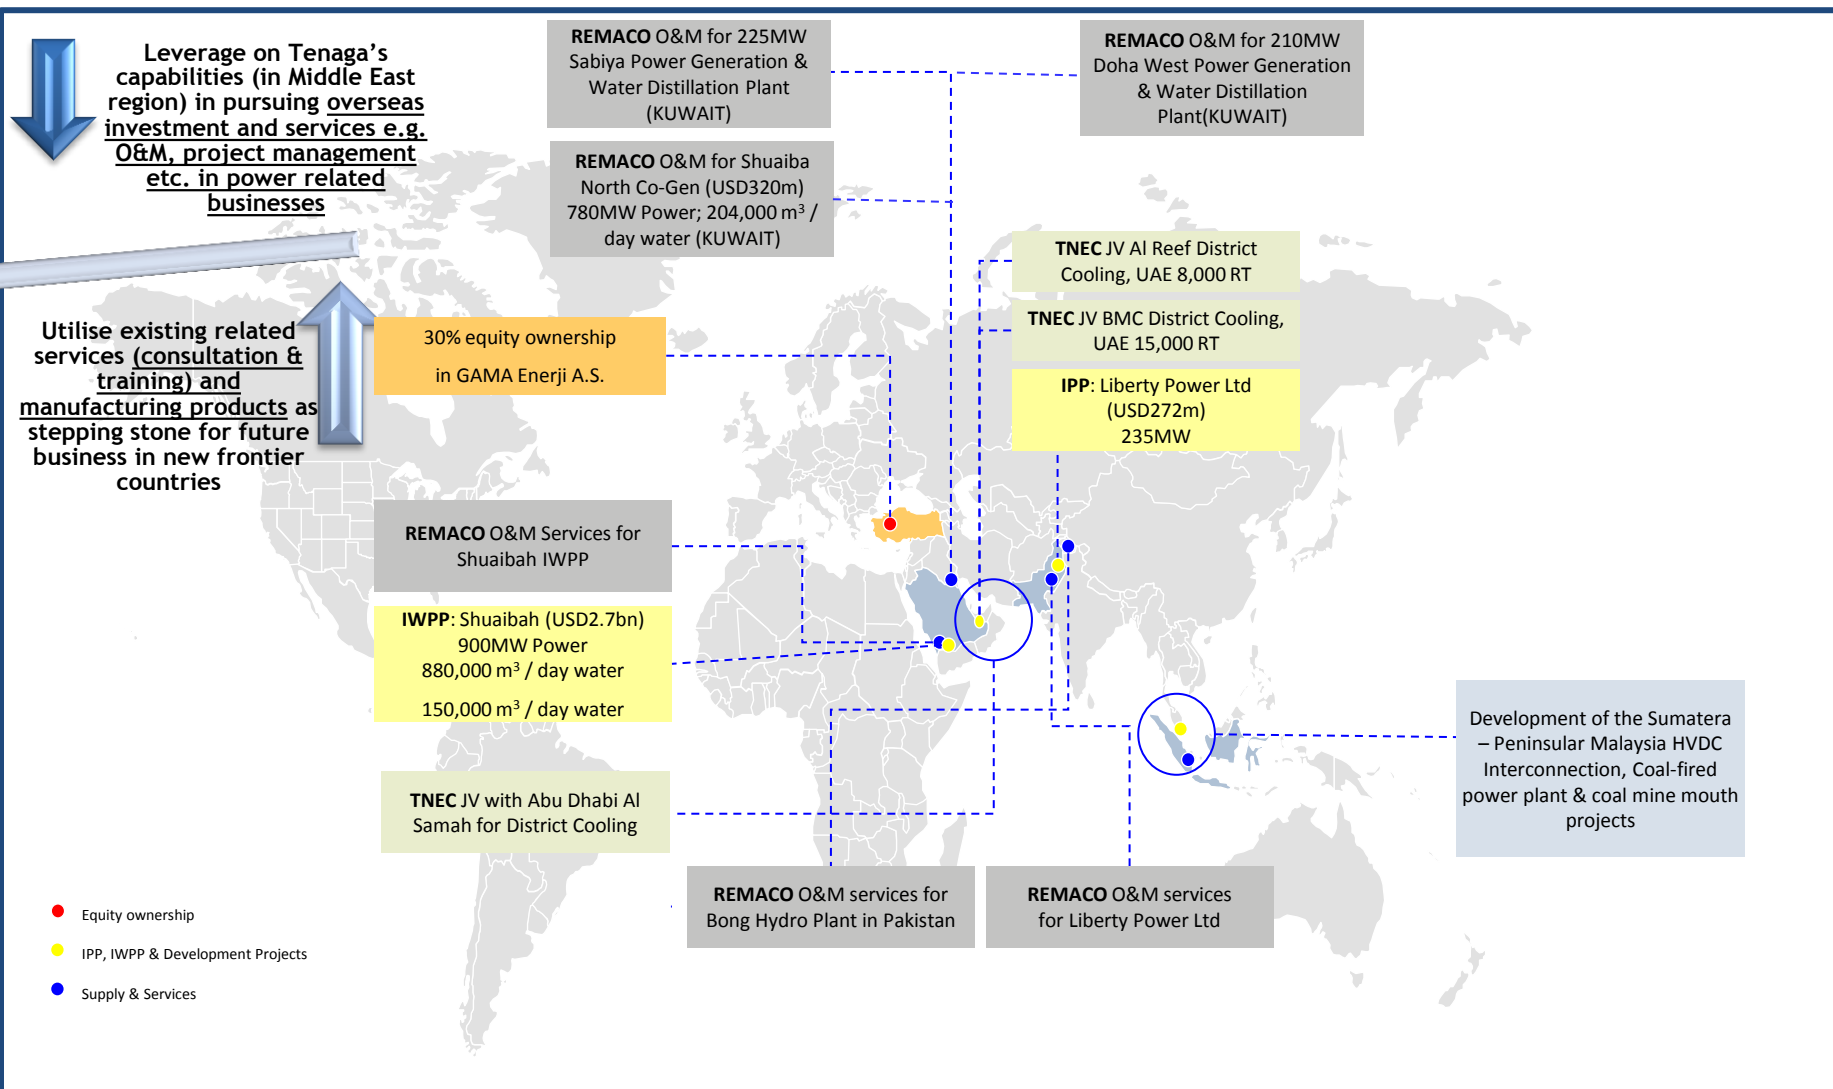 Leverage on Tenaga's
capabilities (in Middle East
region) in pursuing overseas
investment and services e.g.
O&M, project management
etc. in power related
businesses
Utilise existing related
services (consultation &
training) and
manufacturing products as
stepping stone for future
business in new frontier
countries
REMACO O&M for 225MW
Sabiya Power Generation &
Water Distillation Plant
(KUWAIT)
REMACO O&M for 210MW
Doha West Power Generation
& Water Distillation
Plant(KUWAIT)
REMACO O&M for Shuaiba
North Co-Gen (USD320m)
780MW Power; 204,000 m³ /
day water (KUWAIT)
TNEC JV Al Reef District
Cooling, UAE 8,000 RT
TNEC JV BMC District Cooling,
UAE 15,000 RT
IPP: Liberty Power Ltd
(USD272m)
235MW
30% equity ownership
in GAMA Enerji A.S.
REMACO O&M Services for
Shuaibah IWPP
IWPP: Shuaibah (USD2.7bn)
900MW Power
880,000 m³ / day water
150,000 m³ / day water
TNEC JV with Abu Dhabi Al
Samah for District Cooling
REMACO O&M services for
Bong Hydro Plant in Pakistan
REMACO O&M services
for Liberty Power Ltd
Development of the Sumatera
– Peninsular Malaysia HVDC
Interconnection, Coal-fired
power plant & coal mine mouth
projects
Equity ownership
IPP, IWPP & Development Projects
Supply & Services